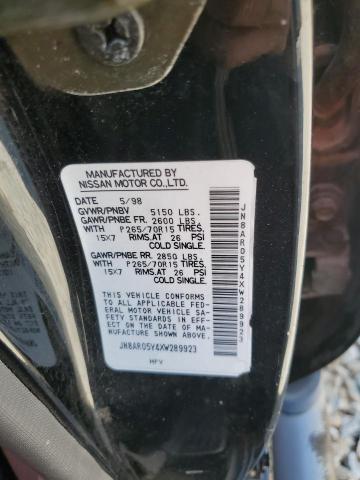 MANUFACTURED BY
NISSAN MOTOR CO.,LTD.
DATE 5/98
GVWR/PNBV 5150 LBS.
GAWR/PNBE FR. 2600 LBS.
WITH P265/70R15 TIRES,
15X7 RIMS.AT 26 PSI
COLD SINGLE.
GAWR/PNBE RR. 2850 LBS.
WITH P265/70R15 TIRES,
15X7 RIMS.AT 26 PSI
COLD SINGLE.
THIS VEHICLE CONFORMS
TO ALL APPLICABLE FED-
ERAL MOTOR VEHICLE SA-
FETY STANDARDS IN EFF-
ECT ON THE DATE OF MA-
NUFACTURE SHOWN ABOVE.
JN8AR05Y4XW289923
MPV
JN8AR05Y4XW289923